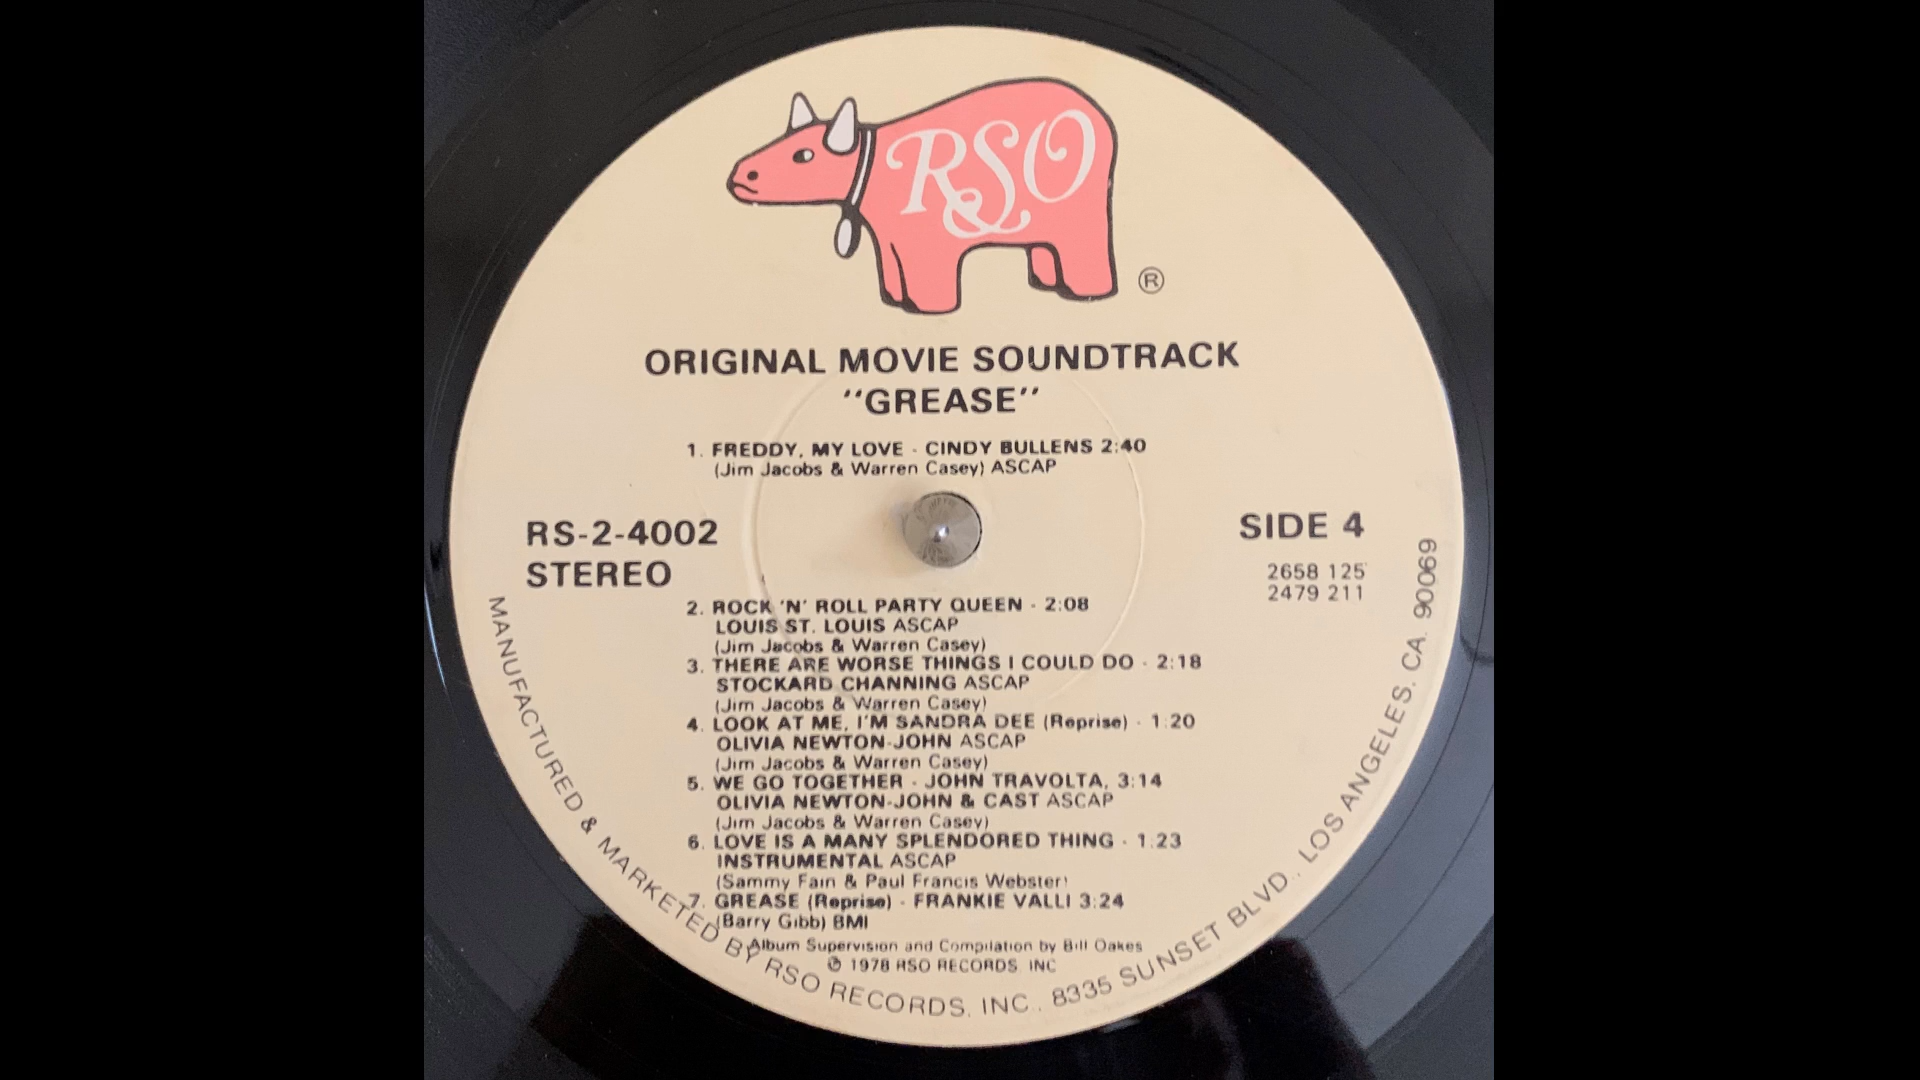 RSO
®
ORIGINAL MOVIE SOUNDTRACK
"GREASE"
1. FREDDY, MY LOVE - CINDY BULLENS 2:40
(Jim Jacobs & Warren Casey) ASCAP
RS-2-4002
STEREO
SIDE 4
2658 125
2479 211
2. ROCK 'N' ROLL PARTY QUEEN - 2:08
LOUIS ST. LOUIS ASCAP
(Jim Jacobs & Warren Casey)
3. THERE ARE WORSE THINGS I COULD DO - 2:18
STOCKARD CHANNING ASCAP
(Jim Jacobs & Warren Casey)
4. LOOK AT ME, I'M SANDRA DEE (Reprise) - 1:20
OLIVIA NEWTON-JOHN ASCAP
(Jim Jacobs & Warren Casey)
5. WE GO TOGETHER - JOHN TRAVOLTA, 3:14
OLIVIA NEWTON-JOHN & CAST ASCAP
(Jim Jacobs & Warren Casey)
6. LOVE IS A MANY SPLENDORED THING - 1:23
INSTRUMENTAL ASCAP
(Sammy Fain & Paul Francis Webster)
7. GREASE (Reprise) - FRANKIE VALLI 3:24
(Barry Gibb) BMI
Album Supervision and Compilation by Bill Oakes
℗ 1978 RSO RECORDS, INC
MANUFACTURED & MARKETED BY RSO RECORDS, INC., 8335 SUNSET BLVD., LOS ANGELES, CA. 90069